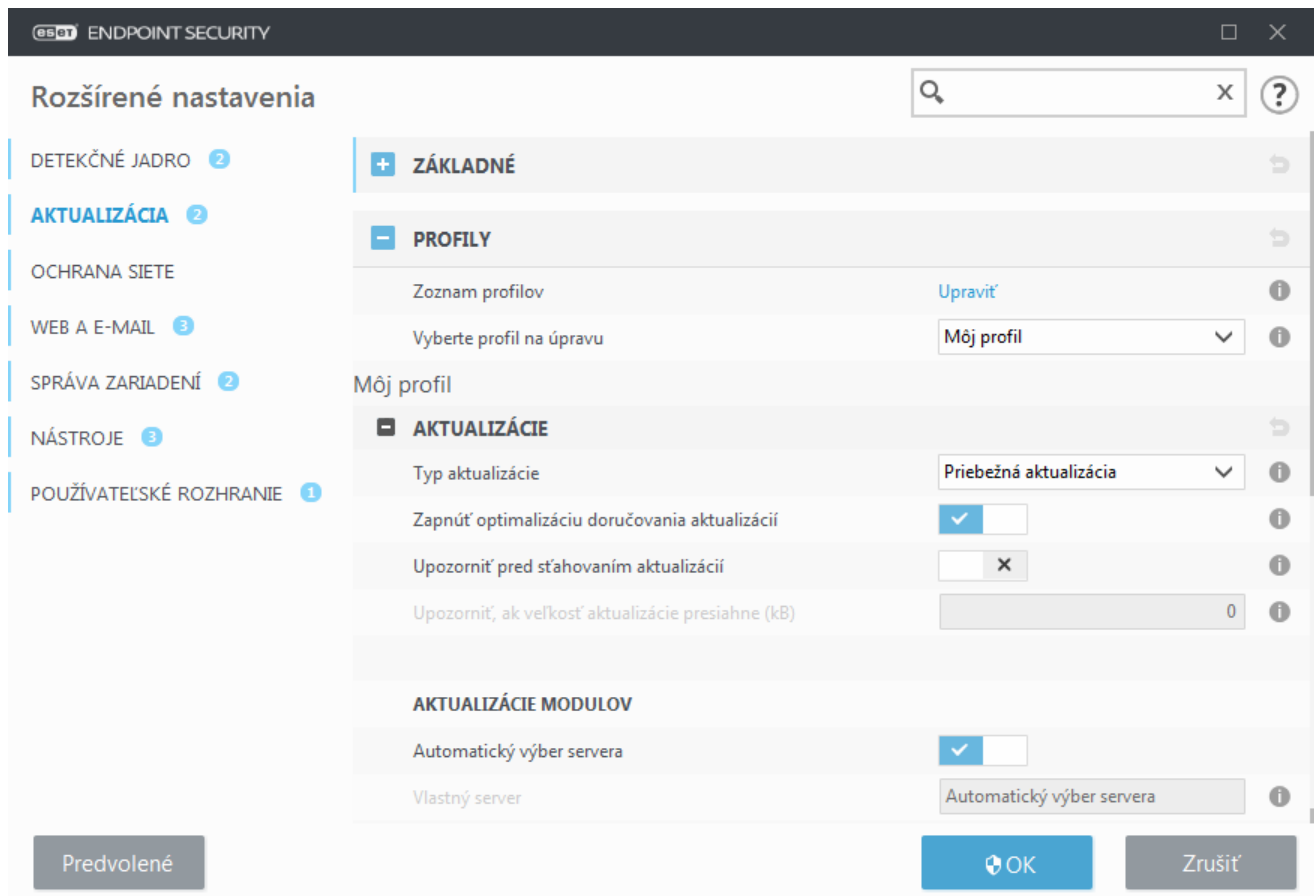 eset ENDPOINT SECURITY
Rozšírené nastavenia
x
?
DETEKČNÉ JADRO 2
AKTUALIZÁCIA 2
OCHRANA SIETE
WEB A E-MAIL 3
SPRÁVA ZARIADENÍ 2
NÁSTROJE 3
POUŽÍVATEĽSKÉ ROZHRANIE 1
ZÁKLADNÉ
PROFILY
Zoznam profilov Upraviť i
Vyberte profil na úpravu Môj profil i
Môj profil
AKTUALIZÁCIE
Typ aktualizácie Priebežná aktualizácia i
Zapnúť optimalizáciu doručovania aktualizácií i
Upozorniť pred sťahovaním aktualizácií i
Upozorniť, ak veľkosť aktualizácie presiahne (kB) 0 i
AKTUALIZÁCIE MODULOV
Automatický výber servera
Vlastný server Automatický výber servera i
Predvolené OK Zrušiť